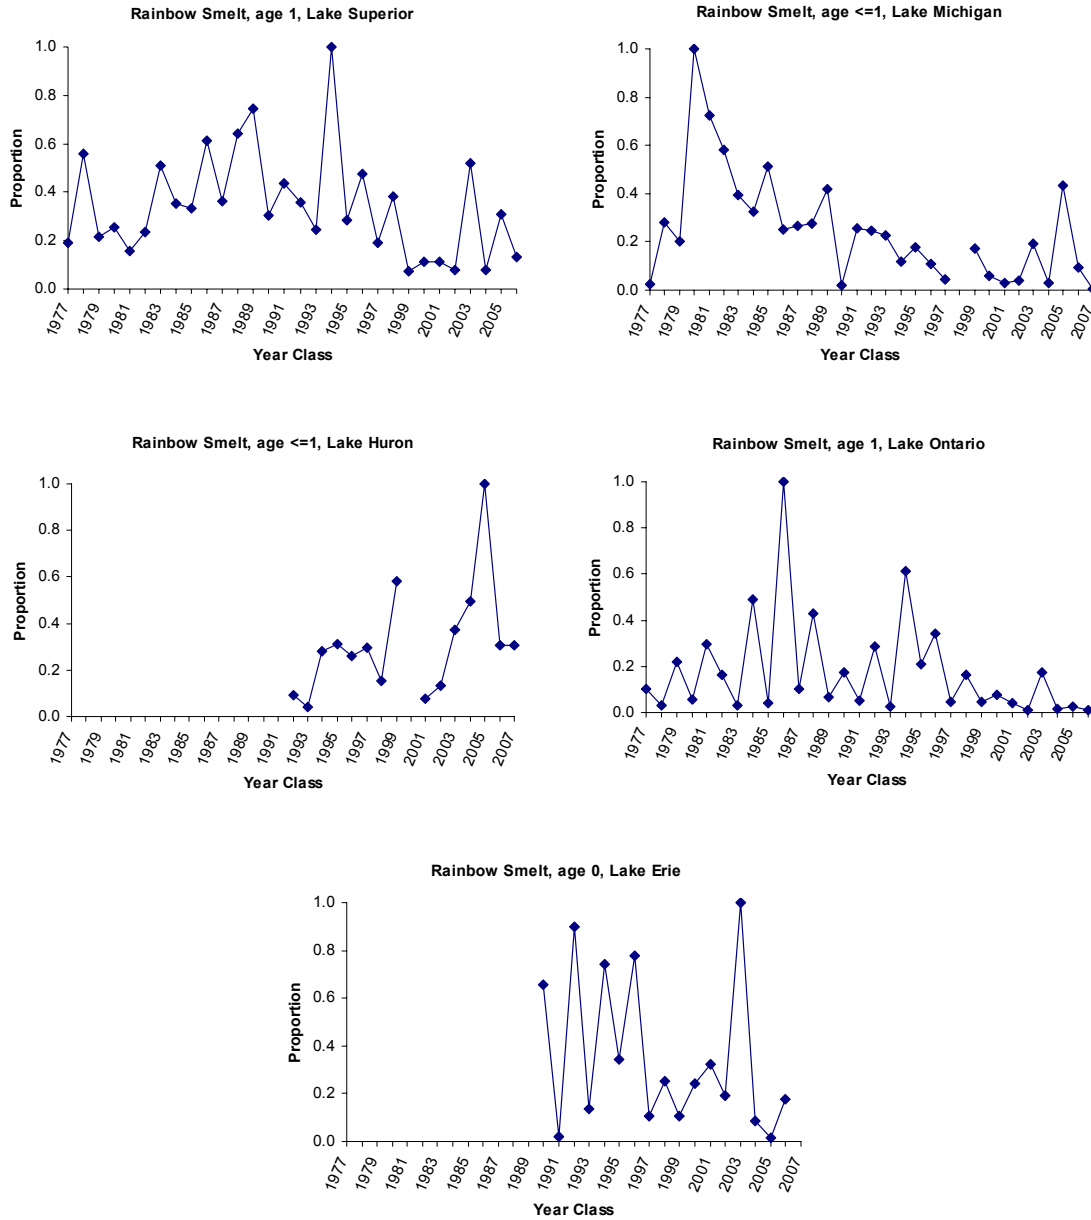 Rainbow Smelt, age 1, Lake Superior
1.0
0.8
0.6
0.4
0.2
0.0
Proportion
1977 1979 1981 1983 1985 1987 1989 1991 1993 1995 1997 1999 2001 2003 2005
Year Class
Rainbow Smelt, age <=1, Lake Michigan
1.0
0.8
0.6
0.4
0.2
0.0
Proportion
1977 1979 1981 1983 1985 1987 1989 1991 1993 1995 1997 1999 2001 2003 2005 2007
Year Class
Rainbow Smelt, age <=1, Lake Huron
1.0
0.8
0.6
0.4
0.2
0.0
Proportion
1977 1979 1981 1983 1985 1987 1989 1991 1993 1995 1997 1999 2001 2003 2005 2007
Year Class
Rainbow Smelt, age 1, Lake Ontario
1.0
0.8
0.6
0.4
0.2
0.0
Proportion
1977 1979 1981 1983 1985 1987 1989 1991 1993 1995 1997 1999 2001 2003 2005
Year Class
Rainbow Smelt, age 0, Lake Erie
1.0
0.8
0.6
0.4
0.2
0.0
Proportion
1977 1979 1981 1983 1985 1987 1989 1991 1993 1995 1997 1999 2001 2003 2005 2007
Year Class